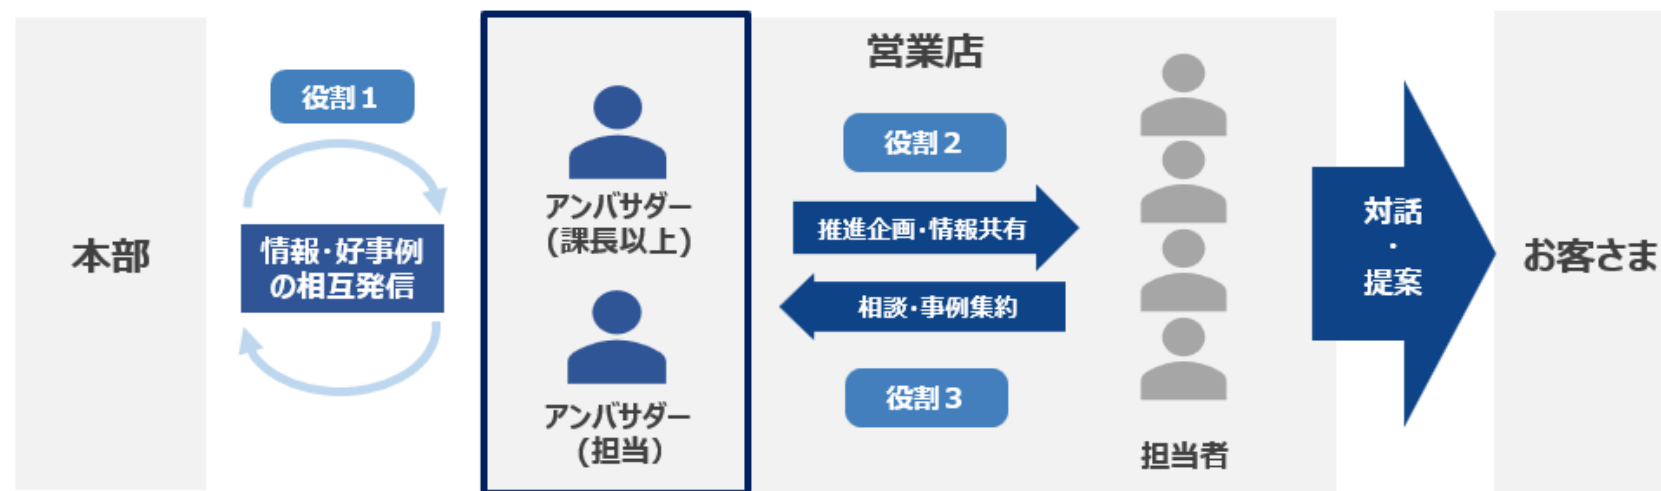 本部
役割１
情報・好事例
の相互発信
アンバサダー
(課長以上)
アンバサダー
(担当)
営業店
役割２
推進企画・情報共有
相談・事例集約
役割３
担当者
対話
・
提案
お客さま